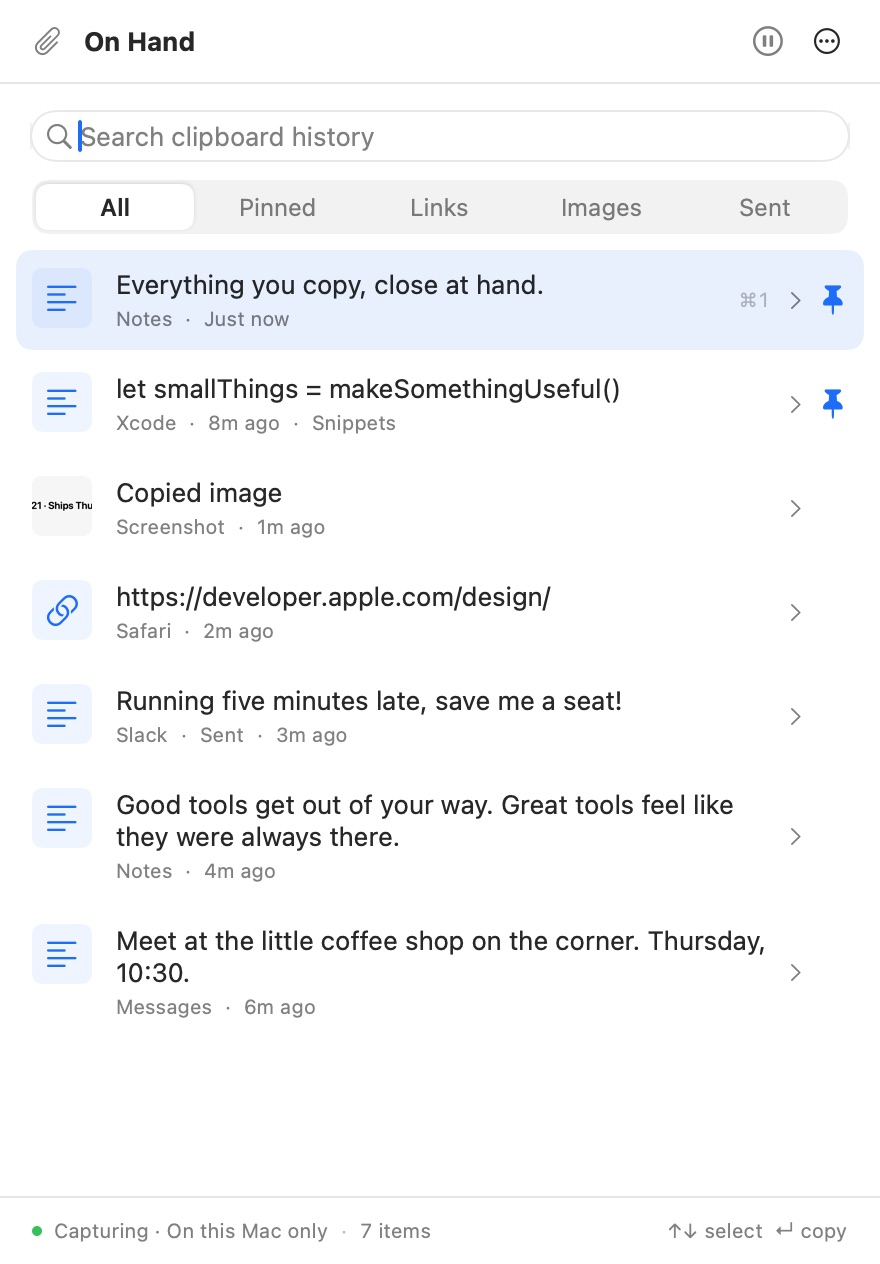 On Hand
Search clipboard history
All Pinned Links Images Sent
Everything you copy, close at hand.
⌘1
Notes · Just now
let smallThings = makeSomethingUseful()
Xcode · 8m ago · Snippets
21 · Ships Thu
Copied image
Screenshot · 1m ago
https://developer.apple.com/design/
Safari · 2m ago
Running five minutes late, save me a seat!
Slack · Sent · 3m ago
Good tools get out of your way. Great tools feel like
they were always there.
Notes · 4m ago
Meet at the little coffee shop on the corner. Thursday,
10:30.
Messages · 6m ago
Capturing · On this Mac only · 7 items
↑↓ select ↵ copy